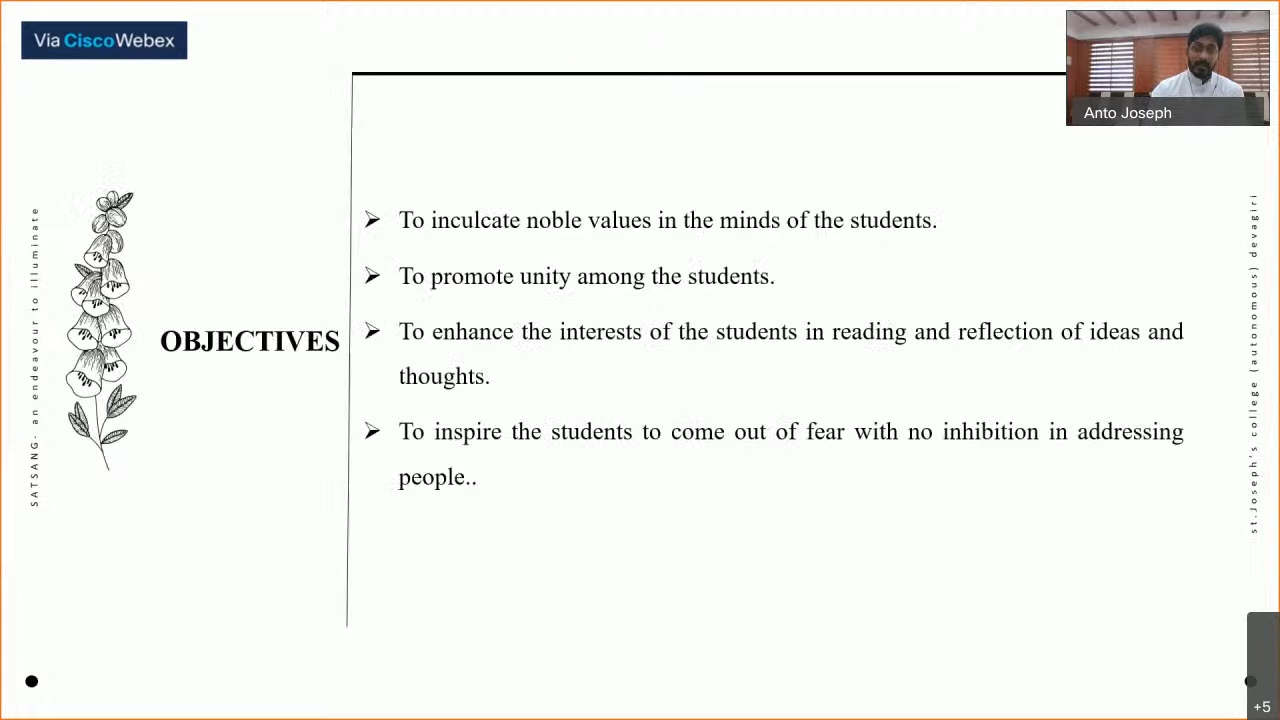 Via Cisco Webex
Anto Joseph
SATSANG- an endeavour to illuminate
OBJECTIVES
To inculcate noble values in the minds of the students.
To promote unity among the students.
To enhance the interests of the students in reading and reflection of ideas and
thoughts.
To inspire the students to come out of fear with no inhibition in addressing
people..
st.Joseph's college (autonomous) devagiri
+5